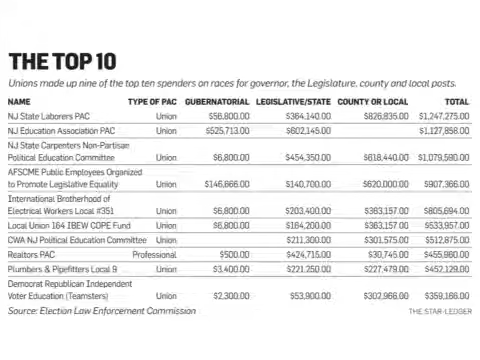 THE TOP 10
Unions made up nine of the top ten spenders on races for governor, the Legislature, county and local posts.
NAME TYPE OF PAC GUBERNATORIAL LEGISLATIVE/STATE COUNTY OR LOCAL TOTAL
NJ State Laborers PAC Union $56,800.00 $364,140.00 $826,835.00 $1,247,275.00
NJ Education Association PAC Union $525,713.00 $602,145.00 $1,127,858.00
NJ State Carpenters Non-Partisan
Political Education Committee Union $6,800.00 $454,350.00 $618,440.00 $1,079,590.00
AFSCME Public Employees Organized
to Promote Legislative Equality Union $146,666.00 $140,700.00 $620,000.00 $907,366.00
International Brotherhood of
Electrical Workers Local #351 Union $6,800.00 $203,400.00 $383,157.00 $805,694.00
Local Union 164 IBEW COPE Fund Union $6,800.00 $164,200.00 $363,157.00 $533,957.00
CWA NJ Political Education Committee Union $211,300.00 $301,575.00 $512,875.00
Realtors PAC Professional $500.00 $424,715.00 $30,745.00 $455,960.00
Plumbers & Pipefitters Local 9 Union $3,400.00 $221,250.00 $227,479.00 $452,129.00
Democrat Republican Independent
Voter Education (Teamsters) Union $2,300.00 $53,900.00 $302,966.00 $359,166.00
Source: Election Law Enforcement Commission THE STAR-LEDGER